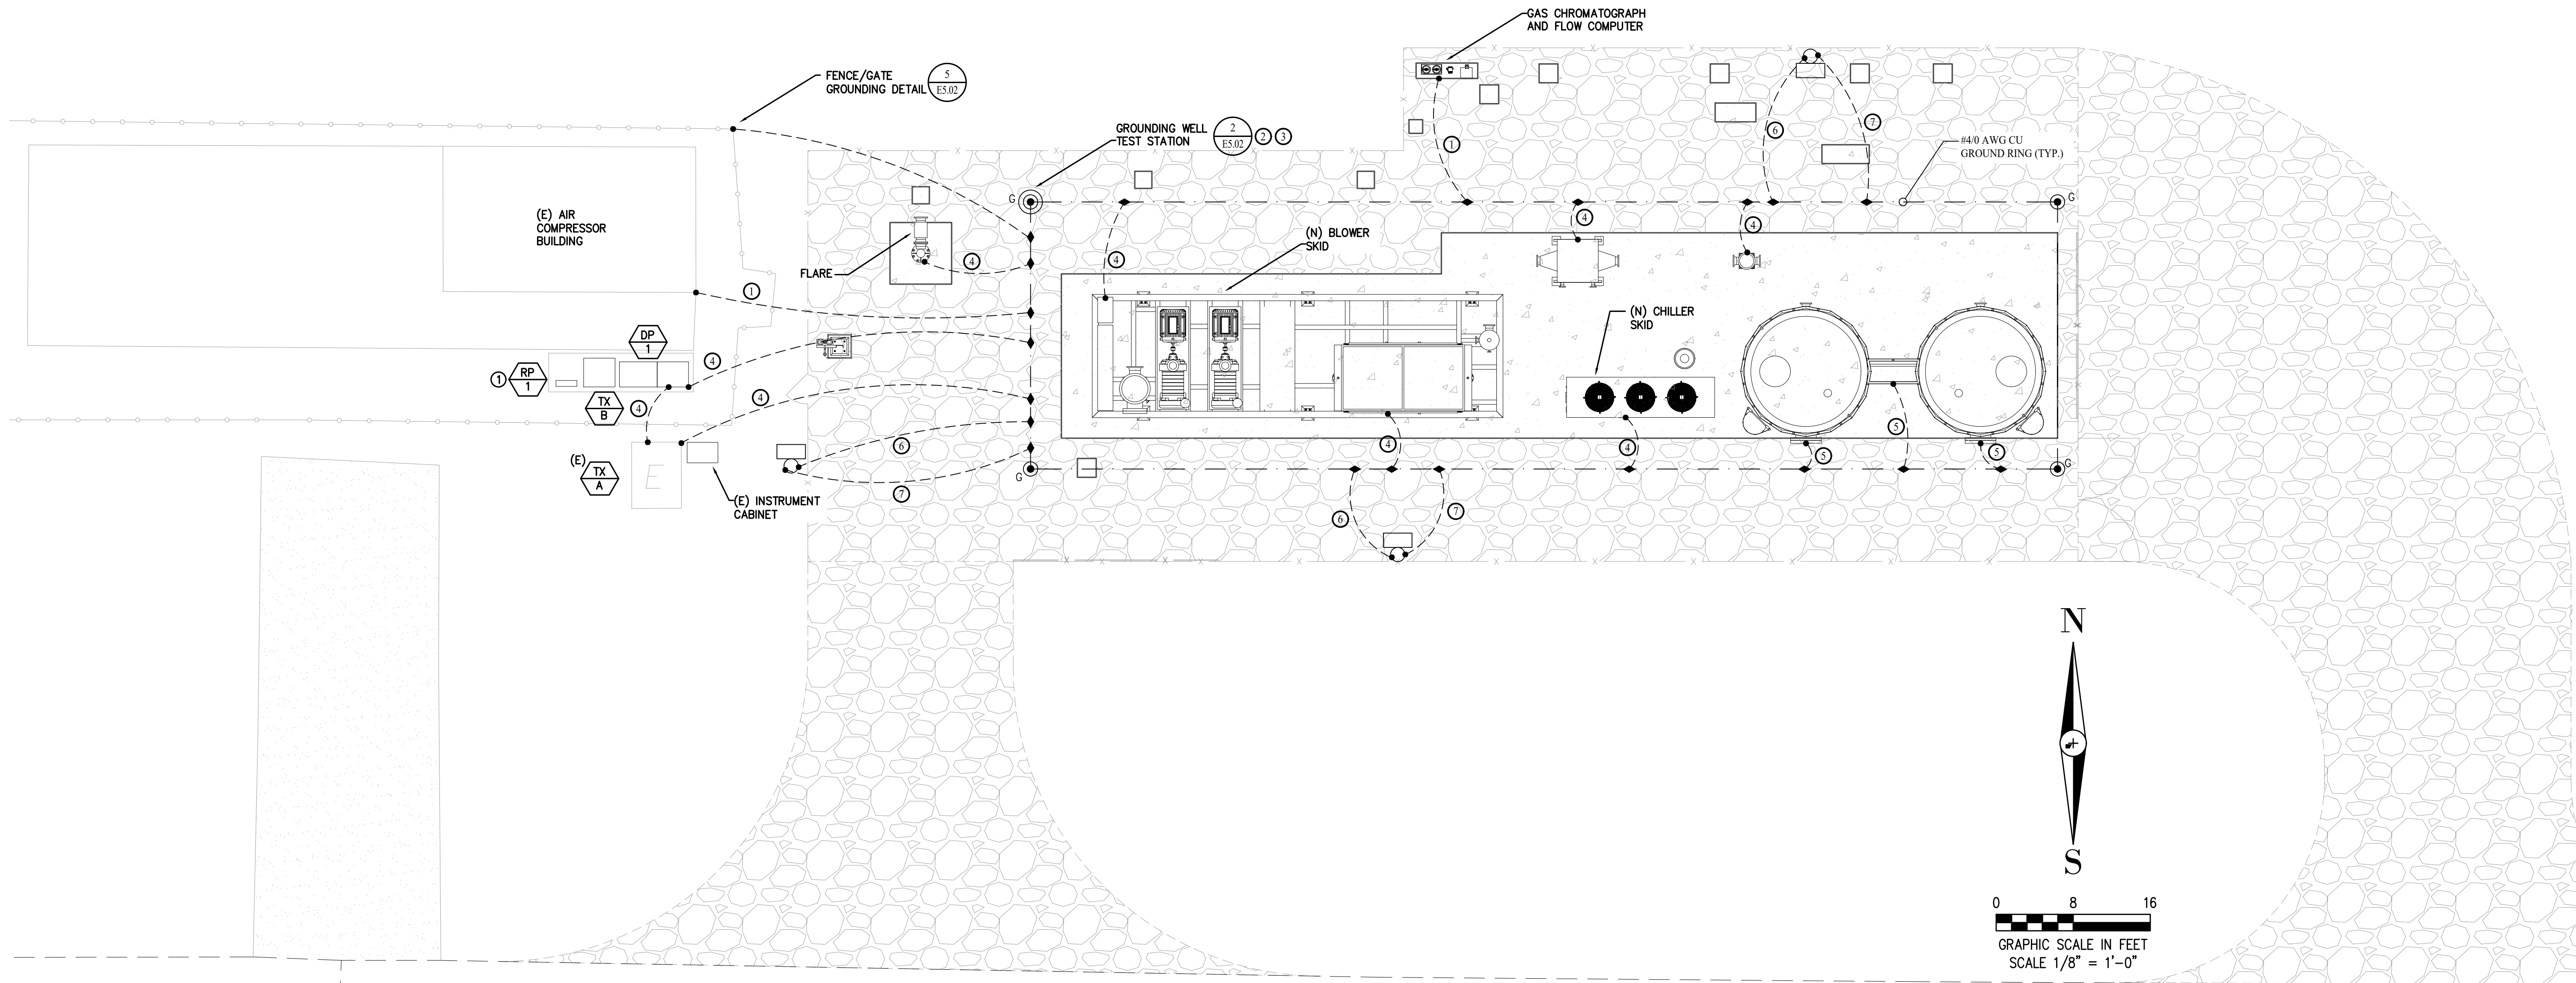 GAS CHROMATOGRAPH
AND FLOW COMPUTER
FENCE/GATE
GROUNDING DETAIL
5
E5.02
GROUNDING WELL
TEST STATION
2
E5.02
2
3
1
6
7
#4/0 AWG CU
GROUND RING (TYP.)
G
G
(E) AIR
COMPRESSOR
BUILDING
(N) BLOWER
SKID
FLARE
4
4
4
4
1
(N) CHILLER
SKID
DP
1
RP
1
1
4
TX
B
4
4
6
7
(E)
TX
A
E
(E) INSTRUMENT
CABINET
G
G
4
4
5
5
5
6
7
N
S
0 8 16
GRAPHIC SCALE IN FEET
SCALE 1/8" = 1'-0"